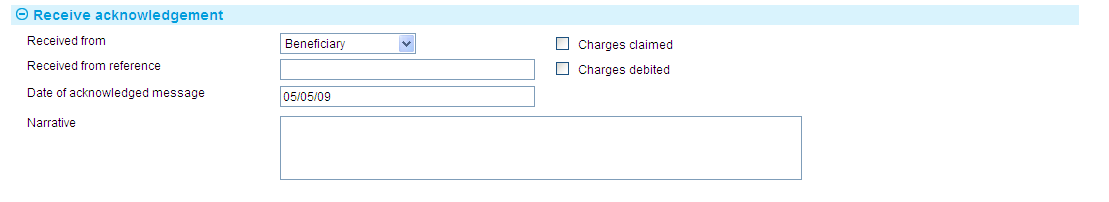 Receive acknowledgement
Received from Beneficiary Charges claimed
Received from reference Charges debited
Date of acknowledged message 05/05/09
Narrative